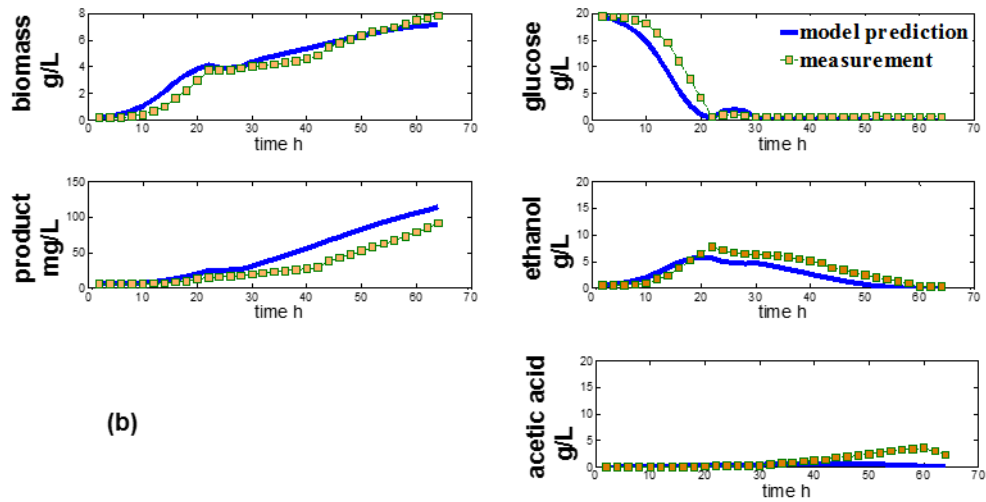 biomass
g/L
8
6
4
2
0
0 10 20 30 40 50 60 70
time h
glucose
g/L
20
15
10
5
0
0 10 20 30 40 50 60 70
time h
model prediction
measurement
product
mg/L
150
100
50
0
0 10 20 30 40 50 60 70
time h
ethanol
g/L
20
15
10
5
0
0 10 20 30 40 50 60 70
time h
(b)
acetic acid
g/L
20
15
10
5
0
0 10 20 30 40 50 60 70
time h